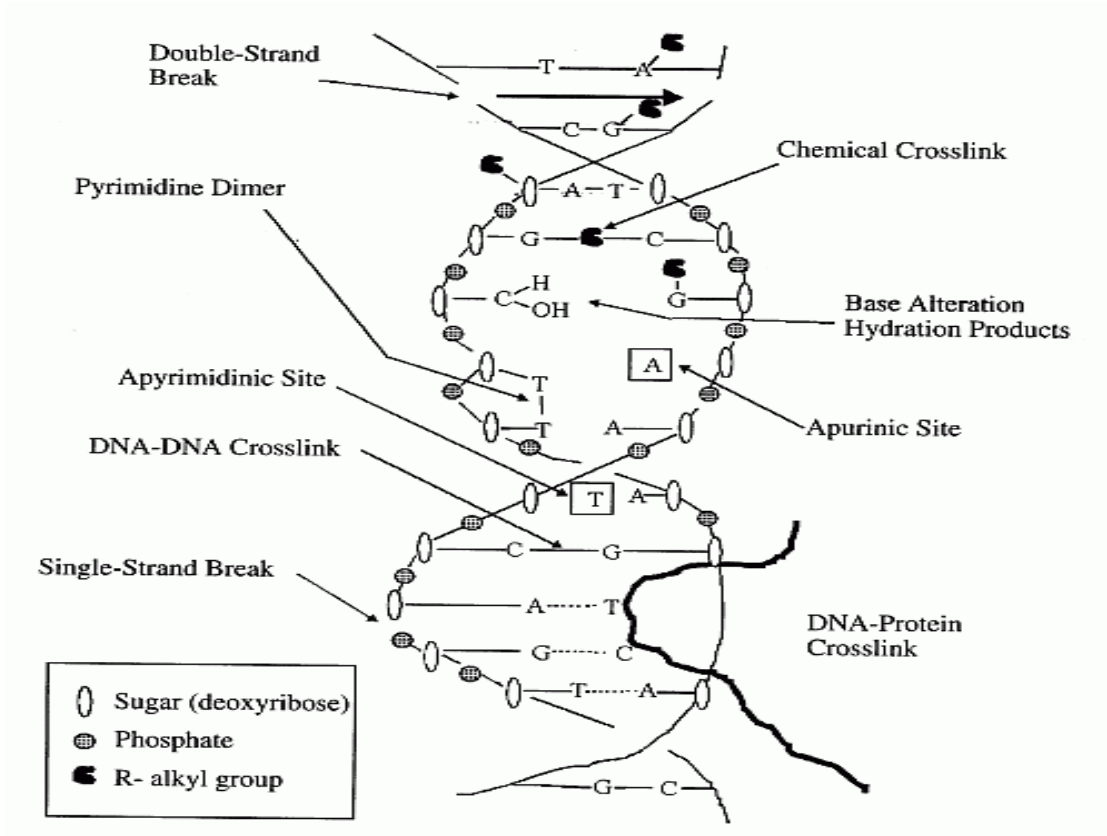 Double-Strand
Break
T A
C G
Chemical Crosslink
Pyrimidine Dimer
A T
G C
C H
OH
G
Base Alteration
Hydration Products
A
T
Apyrimidinic Site
T
A
Apurinic Site
DNA-DNA Crosslink
T A
C G
Single-Strand Break
A T
DNA-Protein
Crosslink
G C
T A
Sugar (deoxyribose)
Phosphate
R- alkyl group
G C